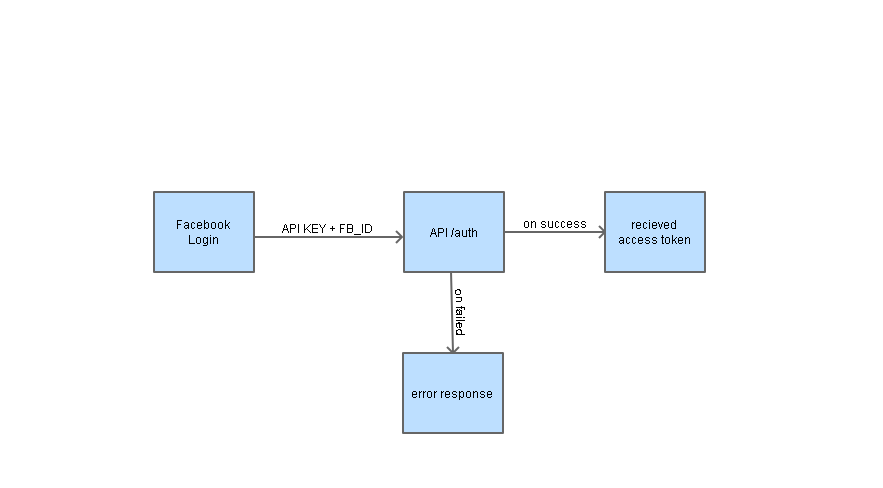 Facebook
Login
API KEY + FB_ID
API /auth
on success
recieved
access token
on failed
error response